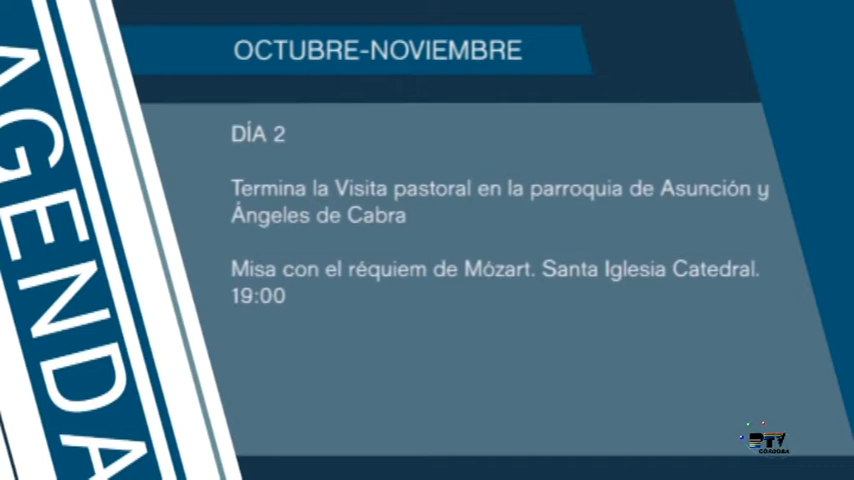 AGENDA
OCTUBRE-NOVIEMBRE
DÍA 2
Termina la Visita pastoral en la parroquia de Asunción y
Ángeles de Cabra
Misa con el réquiem de Mózart. Santa Iglesia Catedral.
19:00
PTV
CÓRDOBA